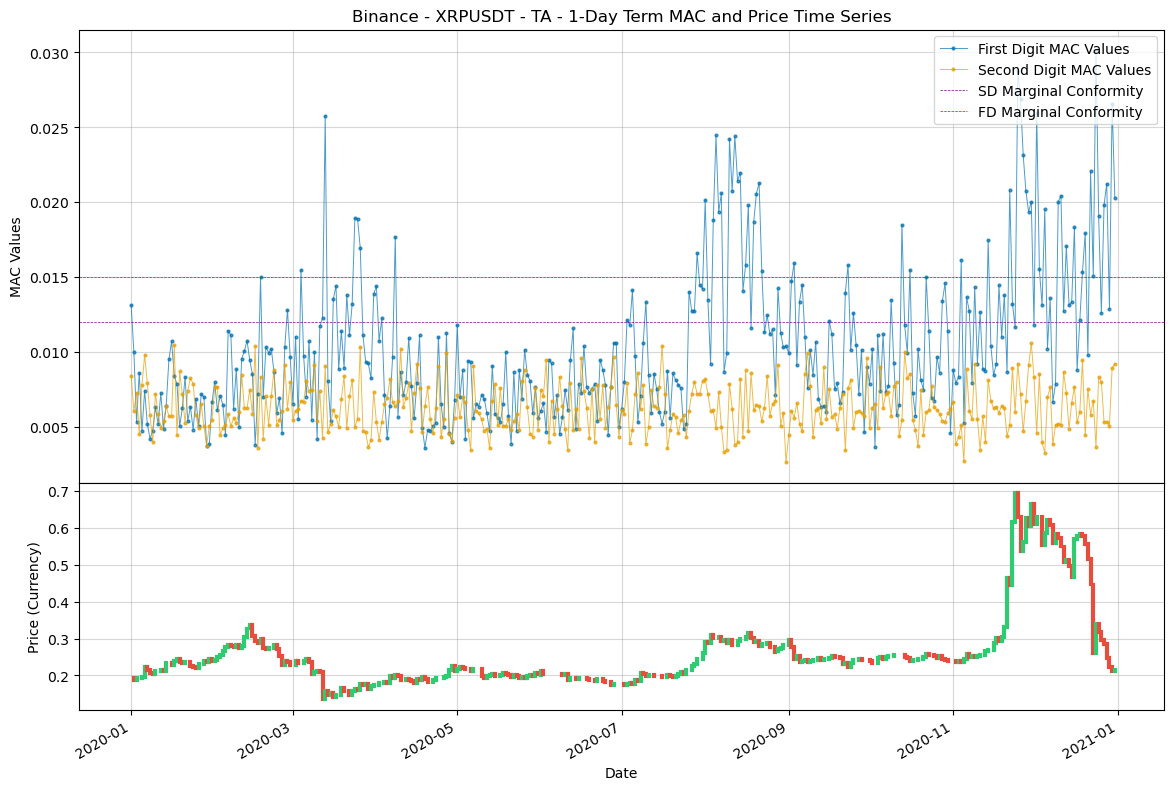 Binance - XRPUSDT - TA - 1-Day Term MAC and Price Time Series
First Digit MAC Values
Second Digit MAC Values
SD Marginal Conformity
FD Marginal Conformity
MAC Values
0.030
0.025
0.020
0.015
0.010
0.005
Price (Currency)
0.7
0.6
0.5
0.4
0.3
0.2
2020-01
2020-03
2020-05
2020-07
2020-09
2020-11
2021-01
Date